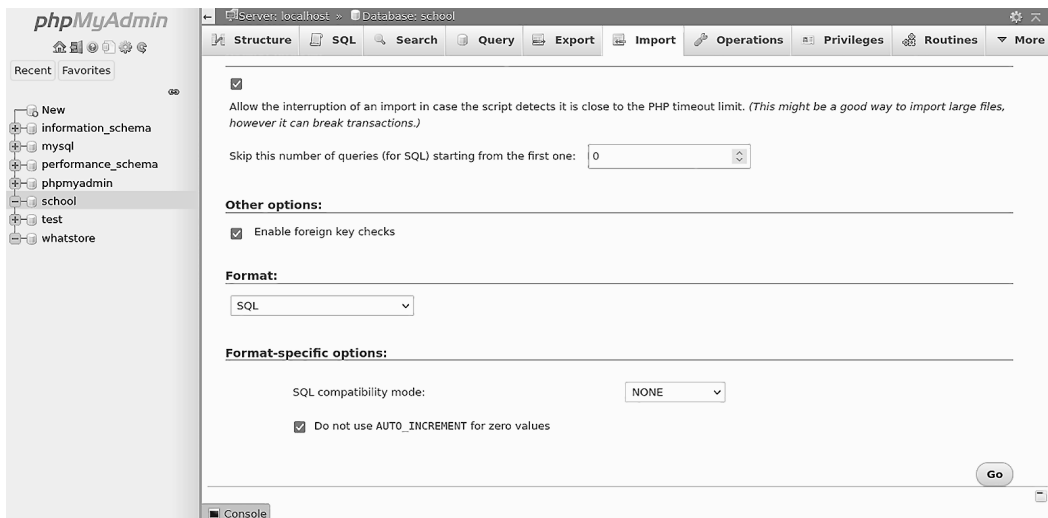 phpMyAdmin
Recent Favorites
New
information_schema
mysql
performance_schema
phpmyadmin
school
test
whatstore
Server: localhost » Database: school
Structure SQL Search Query Export Import Operations Privileges Routines More
Allow the interruption of an import in case the script detects it is close to the PHP timeout limit. (This might be a good way to import large files,
however it can break transactions.)
Skip this number of queries (for SQL) starting from the first one: 0
Other options:
Enable foreign key checks
Format:
SQL
Format-specific options:
SQL compatibility mode: NONE
Do not use AUTO_INCREMENT for zero values
Go
Console